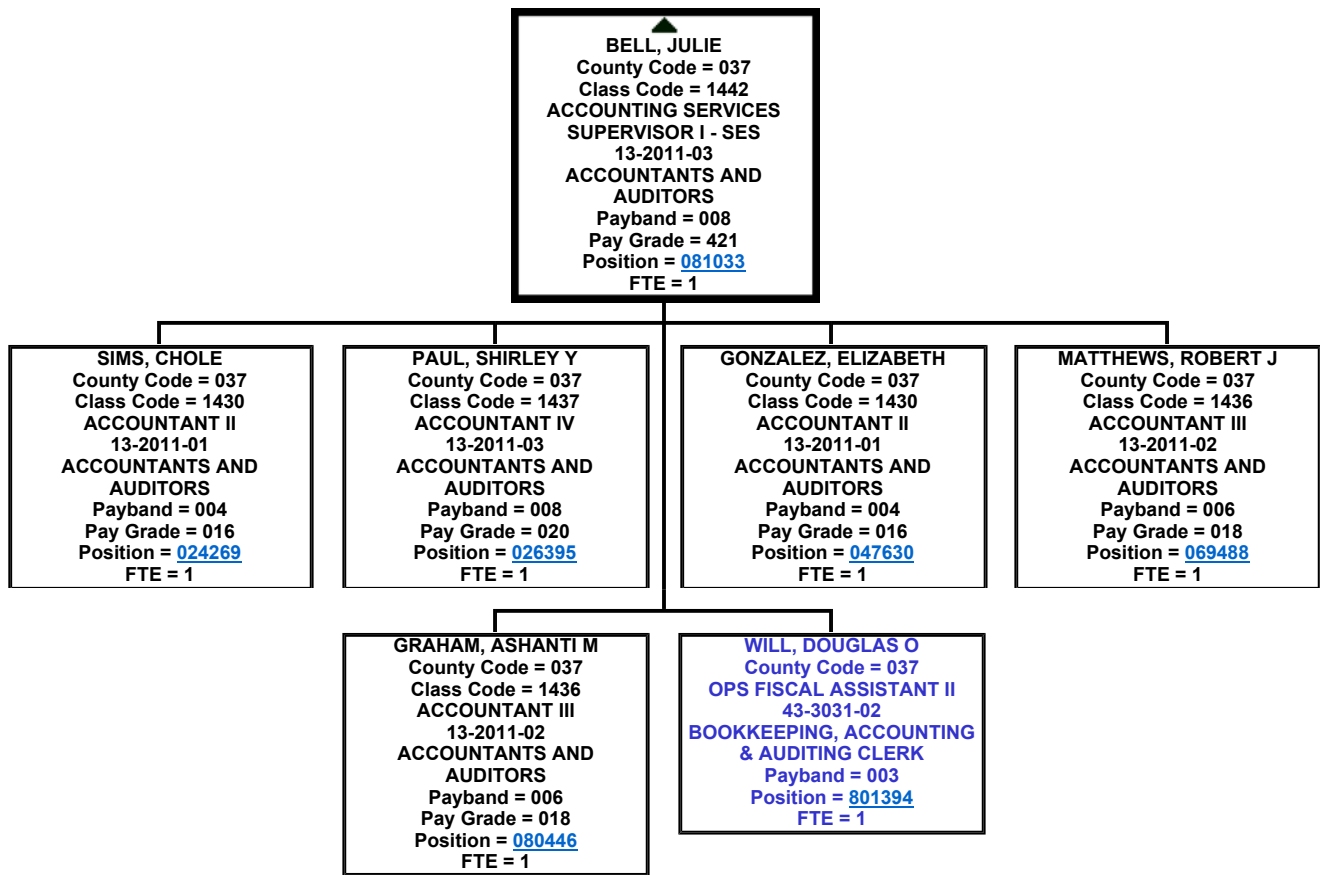 BELL, JULIE
County Code = 037
Class Code = 1442
ACCOUNTING SERVICES
SUPERVISOR I - SES
13-2011-03
ACCOUNTANTS AND
AUDITORS
Payband = 008
Pay Grade = 421
Position = 081033
FTE = 1
SIMS, CHOLE
County Code = 037
Class Code = 1430
ACCOUNTANT II
13-2011-01
ACCOUNTANTS AND
AUDITORS
Payband = 004
Pay Grade = 016
Position = 024269
FTE = 1
PAUL, SHIRLEY Y
County Code = 037
Class Code = 1437
ACCOUNTANT IV
13-2011-03
ACCOUNTANTS AND
AUDITORS
Payband = 008
Pay Grade = 020
Position = 026395
FTE = 1
GONZALEZ, ELIZABETH
County Code = 037
Class Code = 1430
ACCOUNTANT II
13-2011-01
ACCOUNTANTS AND
AUDITORS
Payband = 004
Pay Grade = 016
Position = 047630
FTE = 1
MATTHEWS, ROBERT J
County Code = 037
Class Code = 1436
ACCOUNTANT III
13-2011-02
ACCOUNTANTS AND
AUDITORS
Payband = 006
Pay Grade = 018
Position = 069488
FTE = 1
GRAHAM, ASHANTI M
County Code = 037
Class Code = 1436
ACCOUNTANT III
13-2011-02
ACCOUNTANTS AND
AUDITORS
Payband = 006
Pay Grade = 018
Position = 080446
FTE = 1
WILL, DOUGLAS O
County Code = 037
OPS FISCAL ASSISTANT II
43-3031-02
BOOKKEEPING, ACCOUNTING
& AUDITING CLERK
Payband = 003
Position = 801394
FTE = 1